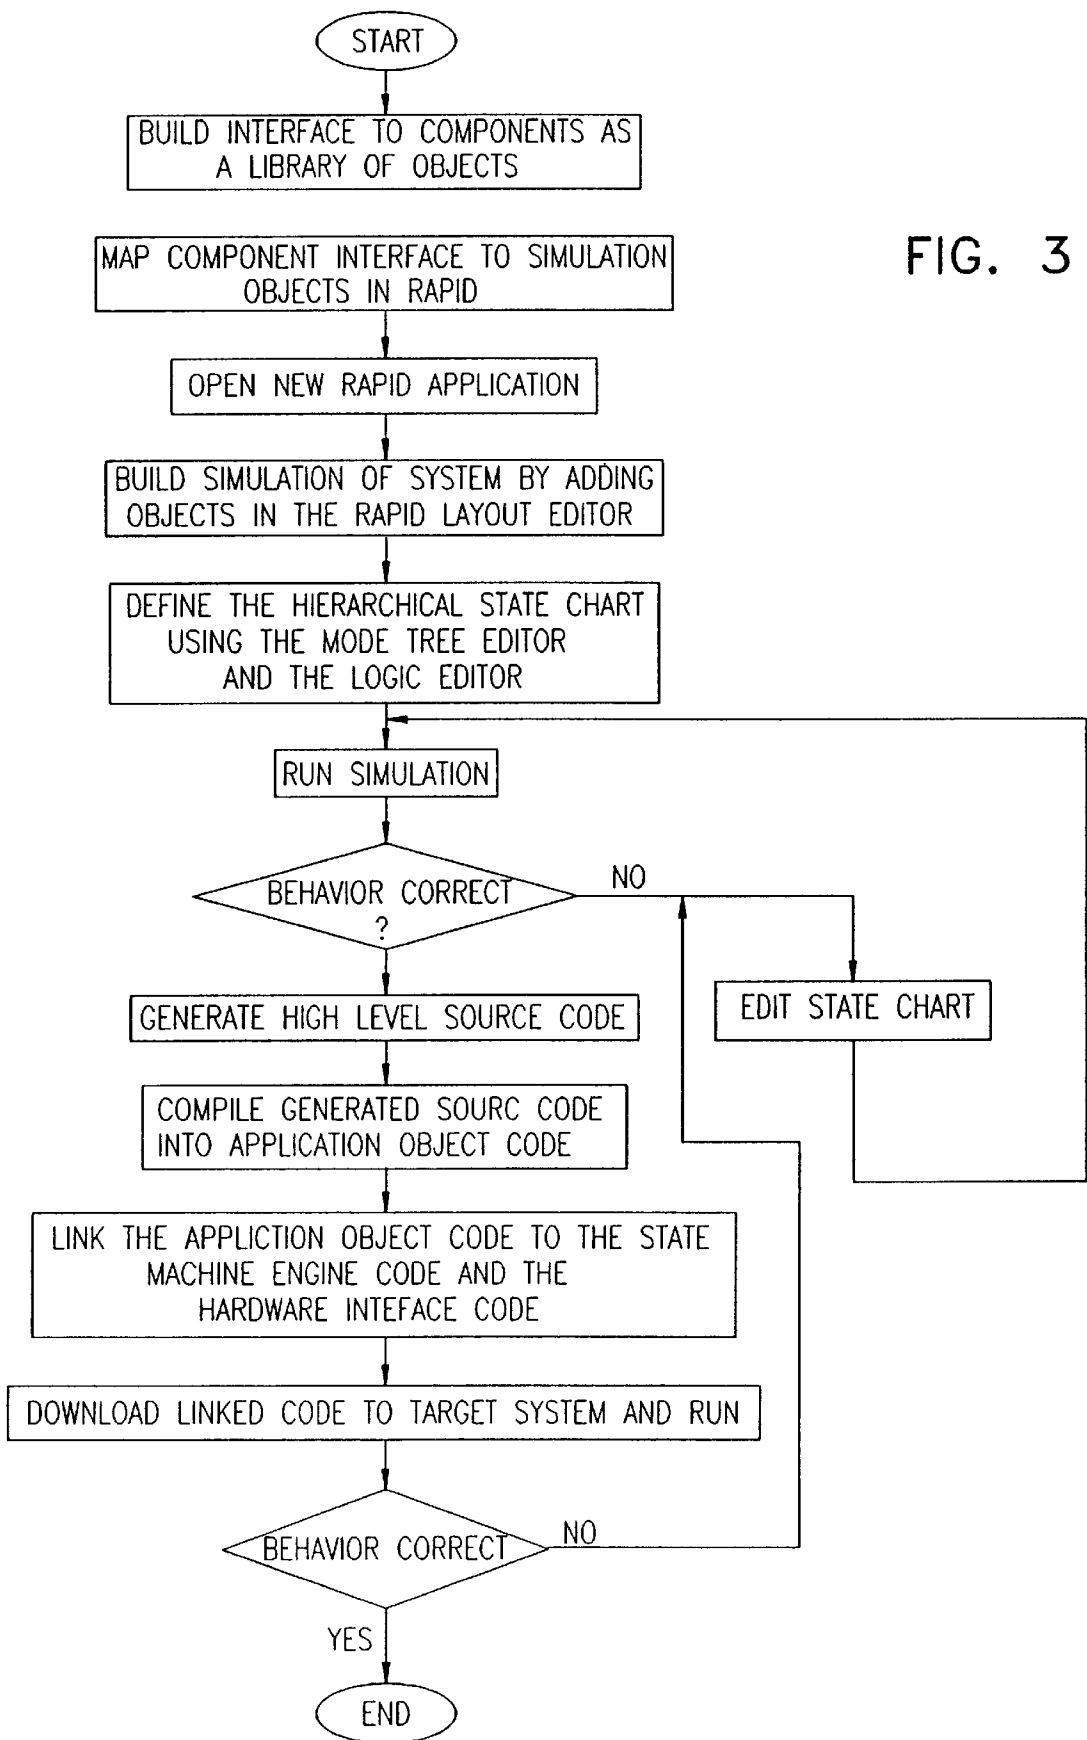 START
BUILD INTERFACE TO COMPONENTS AS
A LIBRARY OF OBJECTS
MAP COMPONENT INTERFACE TO SIMULATION
OBJECTS IN RAPID
FIG. 3
OPEN NEW RAPID APPLICATION
BUILD SIMULATION OF SYSTEM BY ADDING
OBJECTS IN THE RAPID LAYOUT EDITOR
DEFINE THE HIERARCHICAL STATE CHART
USING THE MODE TREE EDITOR
AND THE LOGIC EDITOR
RUN SIMULATION
BEHAVIOR CORRECT
?
NO
EDIT STATE CHART
GENERATE HIGH LEVEL SOURCE CODE
COMPILE GENERATED SOURC CODE
INTO APPLICATION OBJECT CODE
LINK THE APPLICTION OBJECT CODE TO THE STATE
MACHINE ENGINE CODE AND THE
HARDWARE INTEFACE CODE
DOWNLOAD LINKED CODE TO TARGET SYSTEM AND RUN
BEHAVIOR CORRECT
NO
YES
END